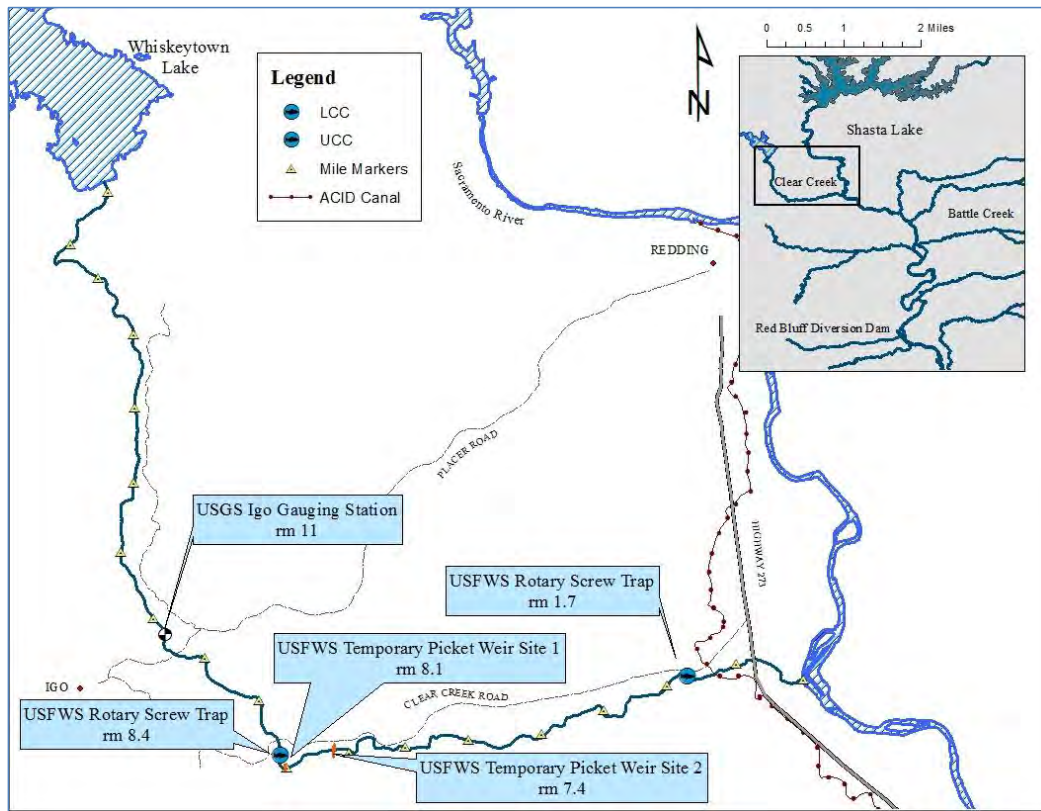 Whiskeytown
Lake
Legend
LCC
UCC
Mile Markers
ACID Canal
N
0 0.5 1 2 Miles
Shasta Lake
Clear Creek
Battle Creek
Red Bluff Diversion Dam
Sacramonto River
REDDING
PLACER ROAD
USGS Igo Gauging Station
rm 11
HIGHWAY 273
USFWS Rotary Screw Trap
rm 1.7
USFWS Temporary Picket Weir Site 1
rm 8.1
IGO
CLEAR CREEK ROAD
USFWS Rotary Screw Trap
rm 8.4
USFWS Temporary Picket Weir Site 2
rm 7.4